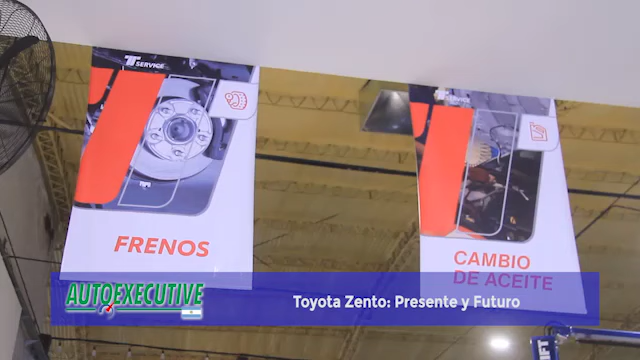 T SERVICE
T SERVICE
FRENOS
CAMBIO
DE ACEITE
AUTOEXECUTIVE
Toyota Zento: Presente y Futuro